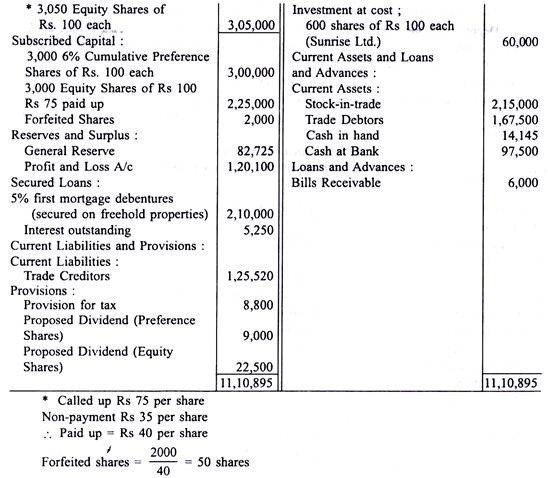 * 3,050 Equity Shares of
Rs. 100 each 3,05,000
Subscribed Capital :
3,000 6% Cumulative Preference
Shares of Rs. 100 each 3,00,000
3,000 Equity Shares of Rs 100
Rs 75 paid up 2,25,000
Forfeited Shares 2,000
Reserves and Surplus :
General Reserve 82,725
Profit and Loss A/c 1,20,100
Secured Loans :
5% first mortgage debentures
(secured on freehold properties) 2,10,000
Interest outstanding 5,250
Current Liabilities and Provisions :
Current Liabilities :
Trade Creditors 1,25,520
Provisions :
Provision for tax 8,800
Proposed Dividend (Preference
Shares) 9,000
Proposed Dividend (Equity
Shares) 22,500
11,10,895
Investment at cost ;
600 shares of Rs 100 each
(Sunrise Ltd.) 60,000
Current Assets and Loans
and Advances :
Current Assets :
Stock-in-trade 2,15,000
Trade Debtors 1,67,500
Cash in hand 14,145
Cash at Bank 97,500
Loans and Advances :
Bills Receivable 6,000
11,10,895
* Called up Rs 75 per share
Non-payment Rs 35 per share
∴ Paid up = Rs 40 per share
Forfeited shares = 2000/40 = 50 shares